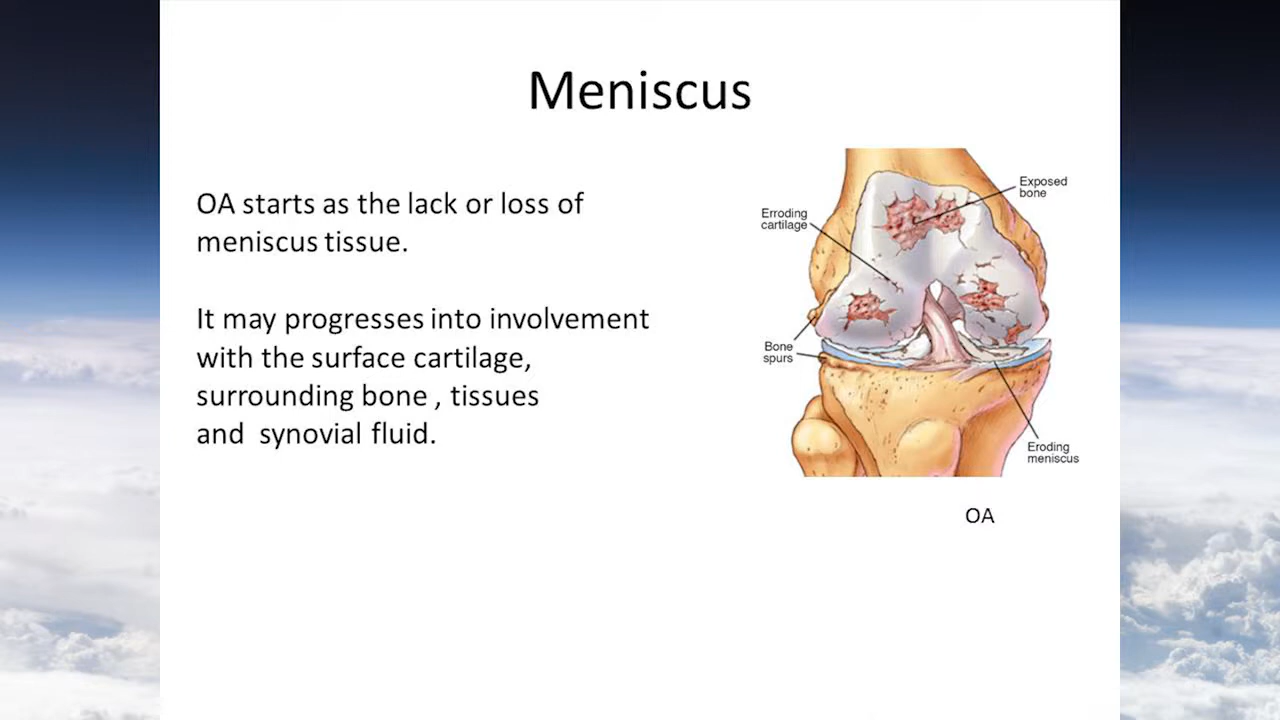 Meniscus
OA starts as the lack or loss of
meniscus tissue.
It may progresses into involvement
with the surface cartilage,
surrounding bone , tissues
and  synovial fluid.
Exposed
bone
Erroding
cartilage
Bone
spurs
Eroding
meniscus
OA